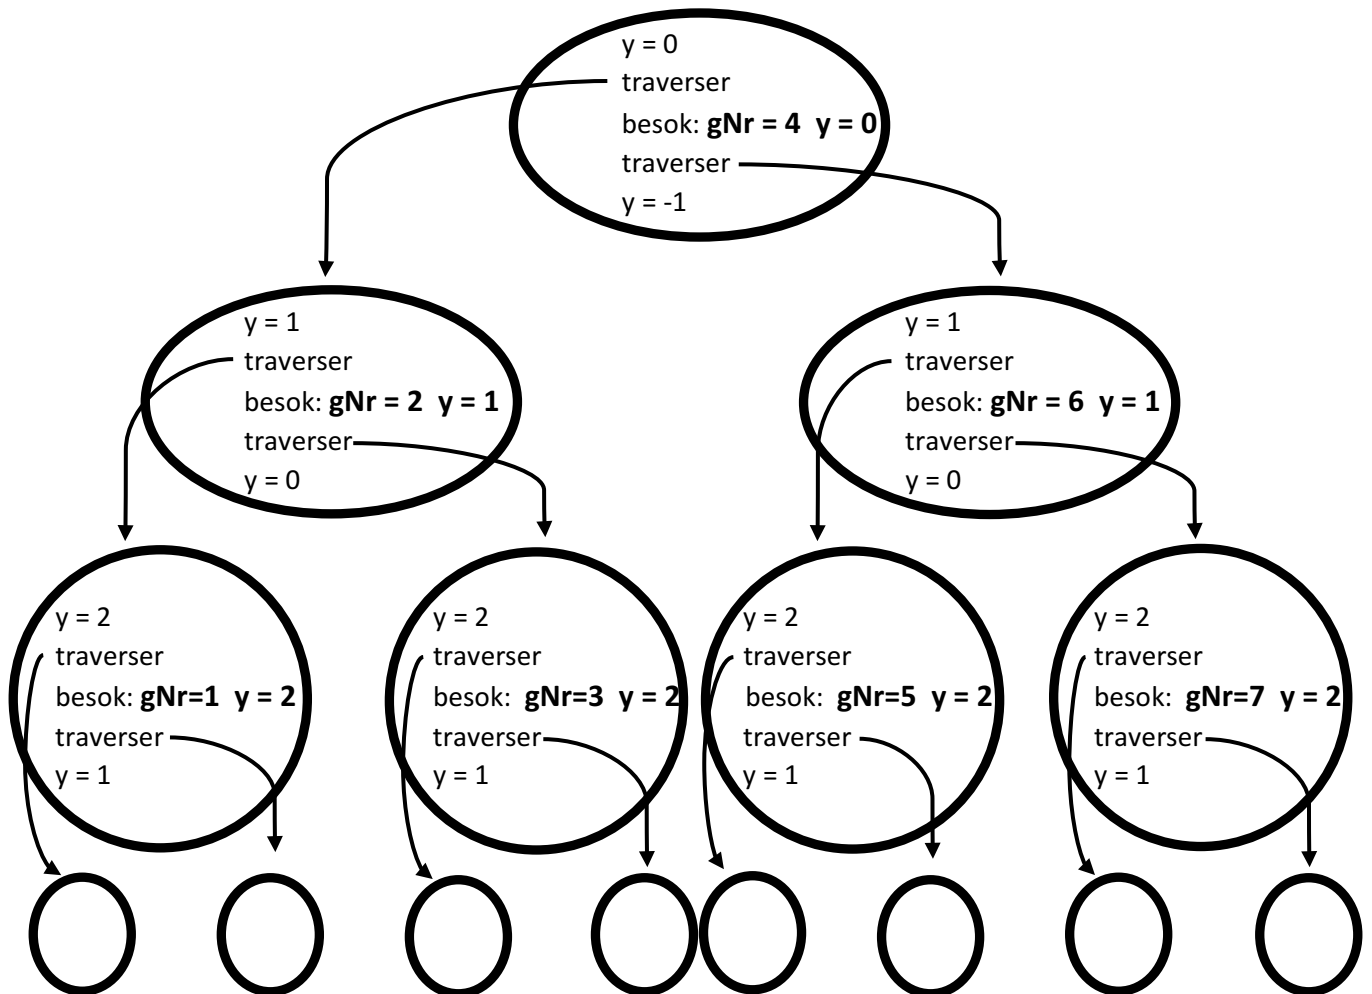 y = 0
traverser
besok: gNr = 4 y = 0
traverser
y = -1
y = 1
traverser
besok: gNr = 2 y = 1
traverser
y = 0
y = 1
traverser
besok: gNr = 6 y = 1
traverser
y = 0
y = 2
traverser
besok: gNr=1 y = 2
traverser
y = 1
y = 2
traverser
besok: gNr=3 y = 2
traverser
y = 1
y = 2
traverser
besok: gNr=5 y = 2
traverser
y = 1
y = 2
traverser
besok: gNr=7 y = 2
traverser
y = 1